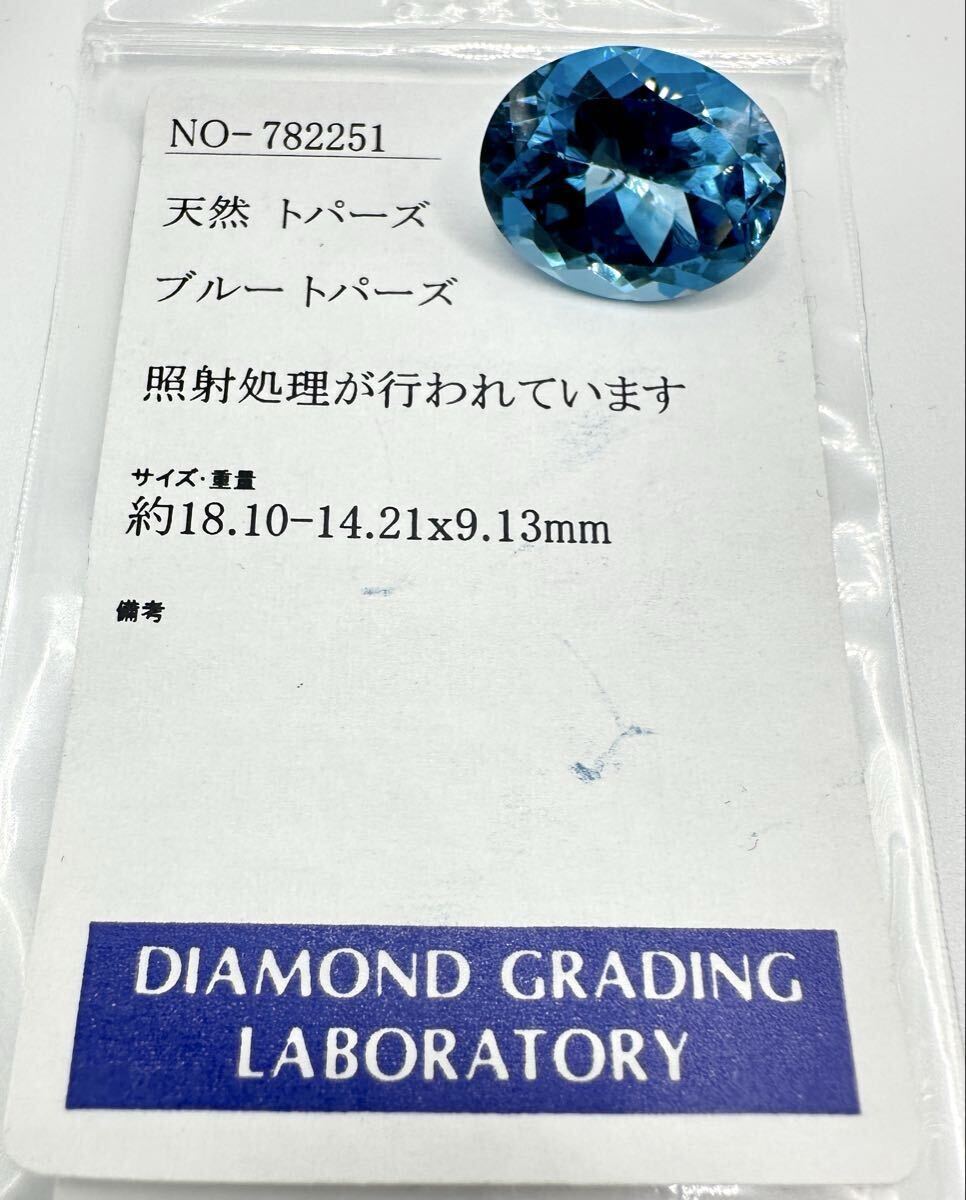 NO-782251
天然 トパーズ
ブルートパーズ
照射処理が行われています
サイズ·重量
約18.10-14.21x9.13mm
備考
DIAMOND GRADING
LABORATORY